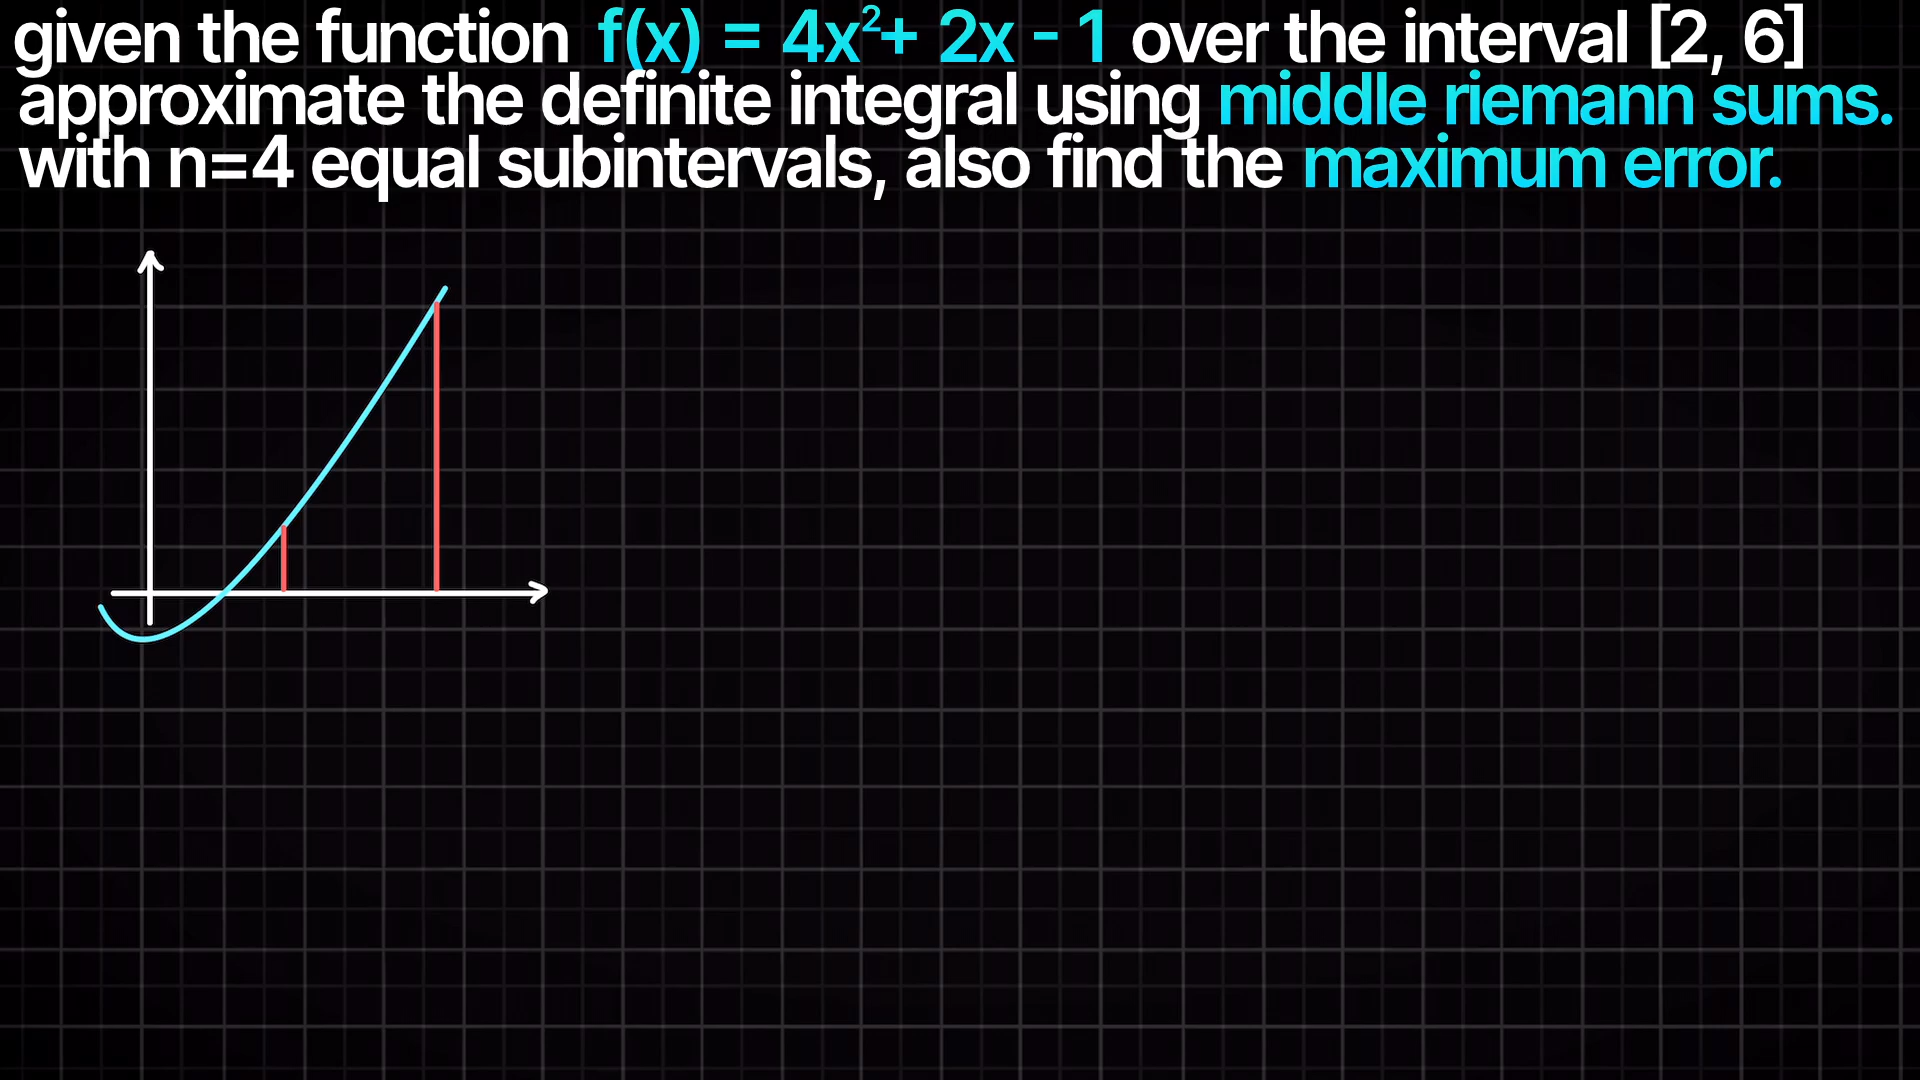 given the function f(x) = 4x²+ 2x - 1 over the interval [2, 6]
approximate the definite integral using middle riemann sums.
with n=4 equal subintervals, also find the maximum error.